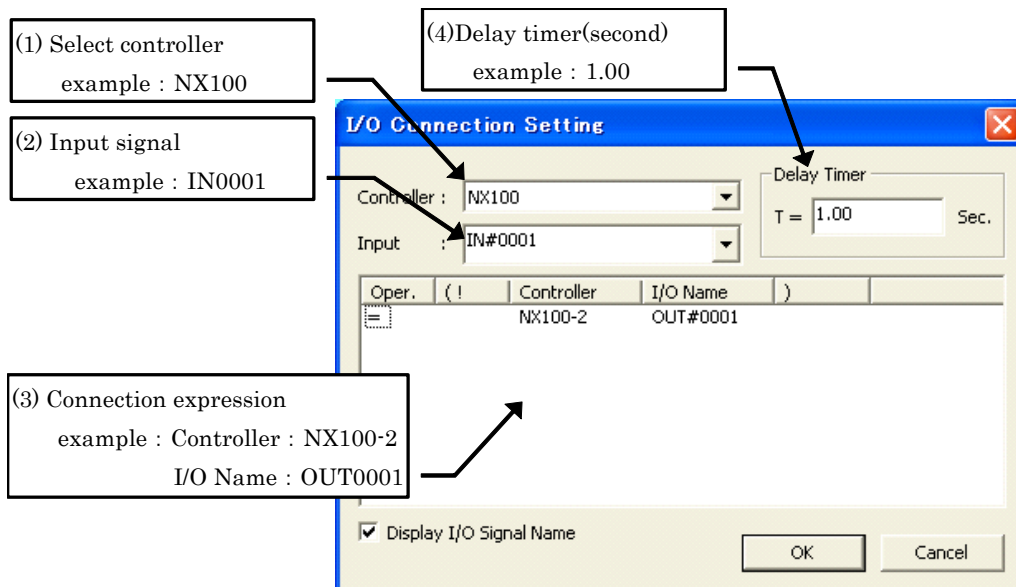 (1) Select controller
example : NX100
(4)Delay timer(second)
example : 1.00
(2) Input signal
example : IN0001
I/O Connection Setting
Controller : NX100
Input : IN#0001
Delay Timer
T = 1.00 Sec.
Oper. ( ! Controller I/O Name )
= NX100-2 OUT#0001
(3) Connection expression
example : Controller : NX100-2
I/O Name : OUT0001
Display I/O Signal Name
OK Cancel